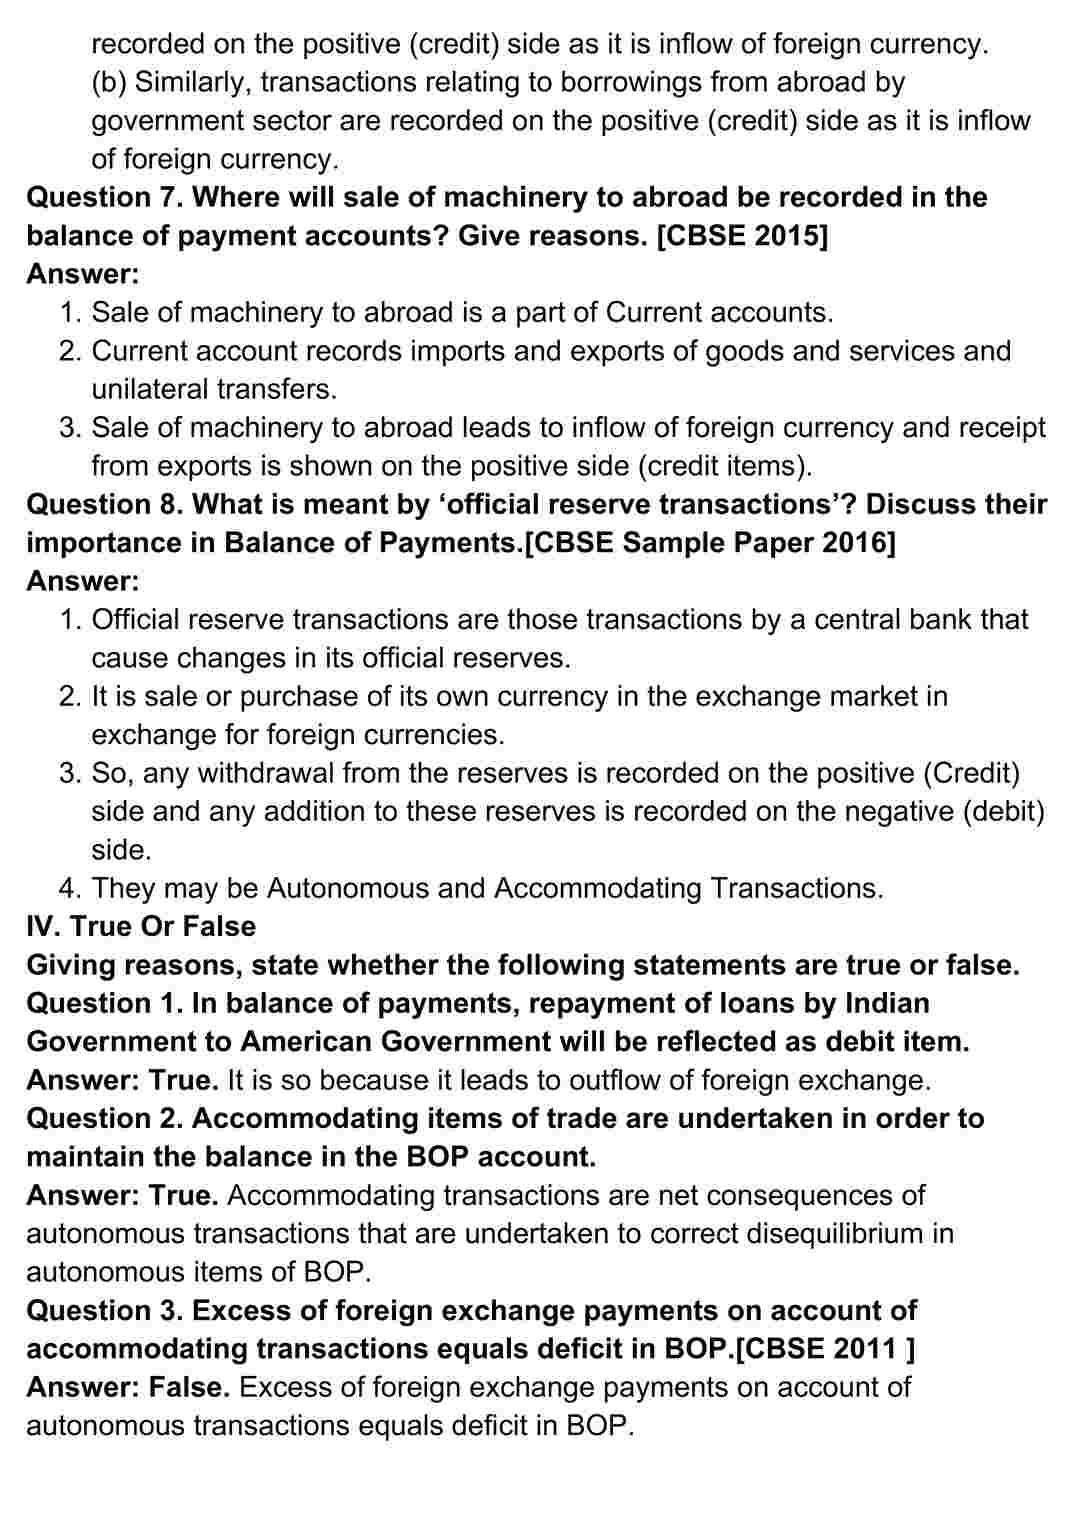 recorded on the positive (credit) side as it is inflow of foreign currency.
(b) Similarly, transactions relating to borrowings from abroad by
government sector are recorded on the positive (credit) side as it is inflow
of foreign currency.
Question 7. Where will sale of machinery to abroad be recorded in the
balance of payment accounts? Give reasons. [CBSE 2015]
Answer:
1. Sale of machinery to abroad is a part of Current accounts.
2. Current account records imports and exports of goods and services and
unilateral transfers.
3. Sale of machinery to abroad leads to inflow of foreign currency and receipt
from exports is shown on the positive side (credit items).
Question 8. What is meant by ‘official reserve transactions’? Discuss their
importance in Balance of Payments.[CBSE Sample Paper 2016]
Answer:
1. Official reserve transactions are those transactions by a central bank that
cause changes in its official reserves.
2. It is sale or purchase of its own currency in the exchange market in
exchange for foreign currencies.
3. So, any withdrawal from the reserves is recorded on the positive (Credit)
side and any addition to these reserves is recorded on the negative (debit)
side.
4. They may be Autonomous and Accommodating Transactions.
IV. True Or False
Giving reasons, state whether the following statements are true or false.
Question 1. In balance of payments, repayment of loans by Indian
Government to American Government will be reflected as debit item.
Answer: True. It is so because it leads to outflow of foreign exchange.
Question 2. Accommodating items of trade are undertaken in order to
maintain the balance in the BOP account.
Answer: True. Accommodating transactions are net consequences of
autonomous transactions that are undertaken to correct disequilibrium in
autonomous items of BOP.
Question 3. Excess of foreign exchange payments on account of
accommodating transactions equals deficit in BOP.[CBSE 2011 ]
Answer: False. Excess of foreign exchange payments on account of
autonomous transactions equals deficit in BOP.